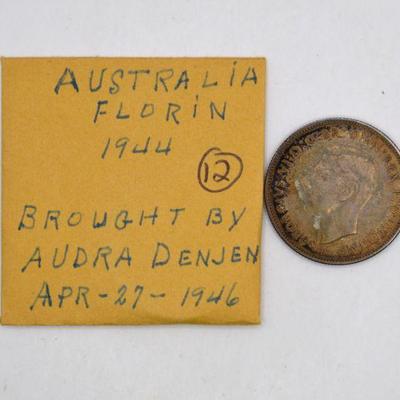 AUSTRALIA
FLORIN
1944
12
BROUGHT BY
AUDRA DENJEN
APR-27-1946